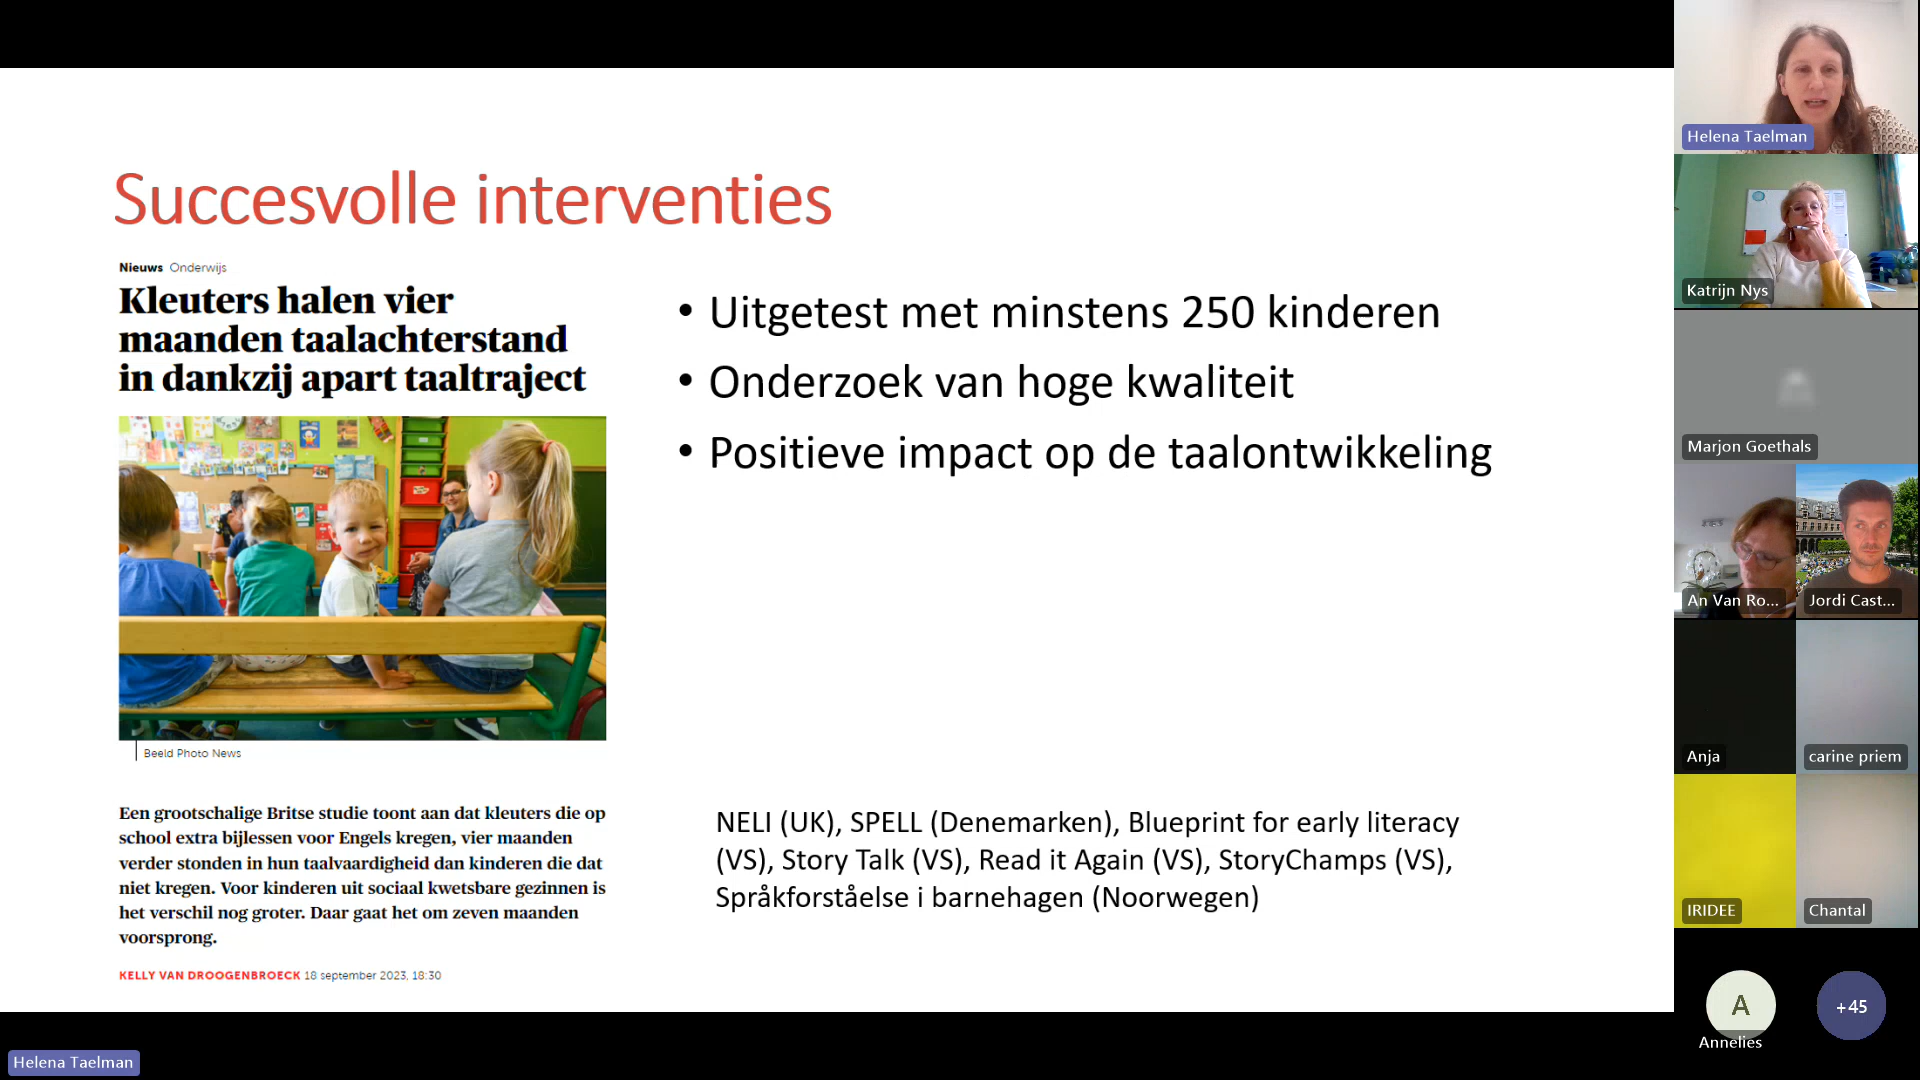 Succesvolle interventies
Nieuws Onderwijs
Kleuters halen vier
maanden taalachterstand
in dankzij apart taaltraject
Beeld Photo News
Een grootschalige Britse studie toont aan dat kleuters die op
school extra bijlessen voor Engels kregen, vier maanden
verder stonden in hun taalvaardigheid dan kinderen die dat
niet kregen. Voor kinderen uit sociaal kwetsbare gezinnen is
het verschil nog groter. Daar gaat het om zeven maanden
voorsprong.
KELLY VAN DROOGENBROECK 18 september 2023, 18:30
• Uitgetest met minstens 250 kinderen
• Onderzoek van hoge kwaliteit
• Positieve impact op de taalontwikkeling
NELI (UK), SPELL (Denemarken), Blueprint for early literacy
(VS), Story Talk (VS), Read it Again (VS), StoryChamps (VS),
Språkforståelse i barnehagen (Noorwegen)
Helena Taelman
Katrijn Nys
Marjon Goethals
An Van Ro...
Jordi Cast...
Anja
carine priem
IRIDEE
Chantal
A
Annelies
+45
Helena Taelman